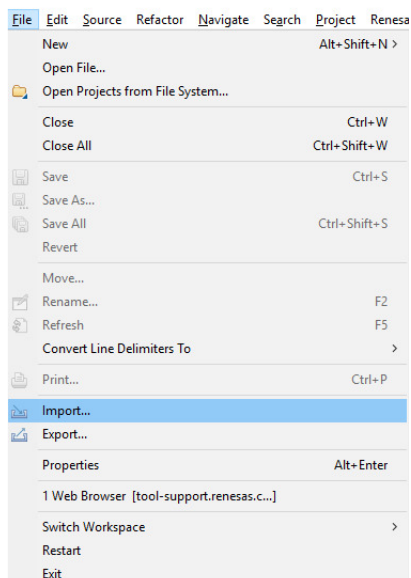 File Edit Source Refactor Navigate Search Project Renesa
New Alt+Shift+N >
Open File...
Open Projects from File System...
Close Ctrl+W
Close All Ctrl+Shift+W
Save Ctrl+S
Save As...
Save All Ctrl+Shift+S
Revert
Move...
Rename... F2
Refresh F5
Convert Line Delimiters To >
Print... Ctrl+P
Import...
Export...
Properties Alt+Enter
1 Web Browser [tool-support.renesas.c...]
Switch Workspace >
Restart
Exit